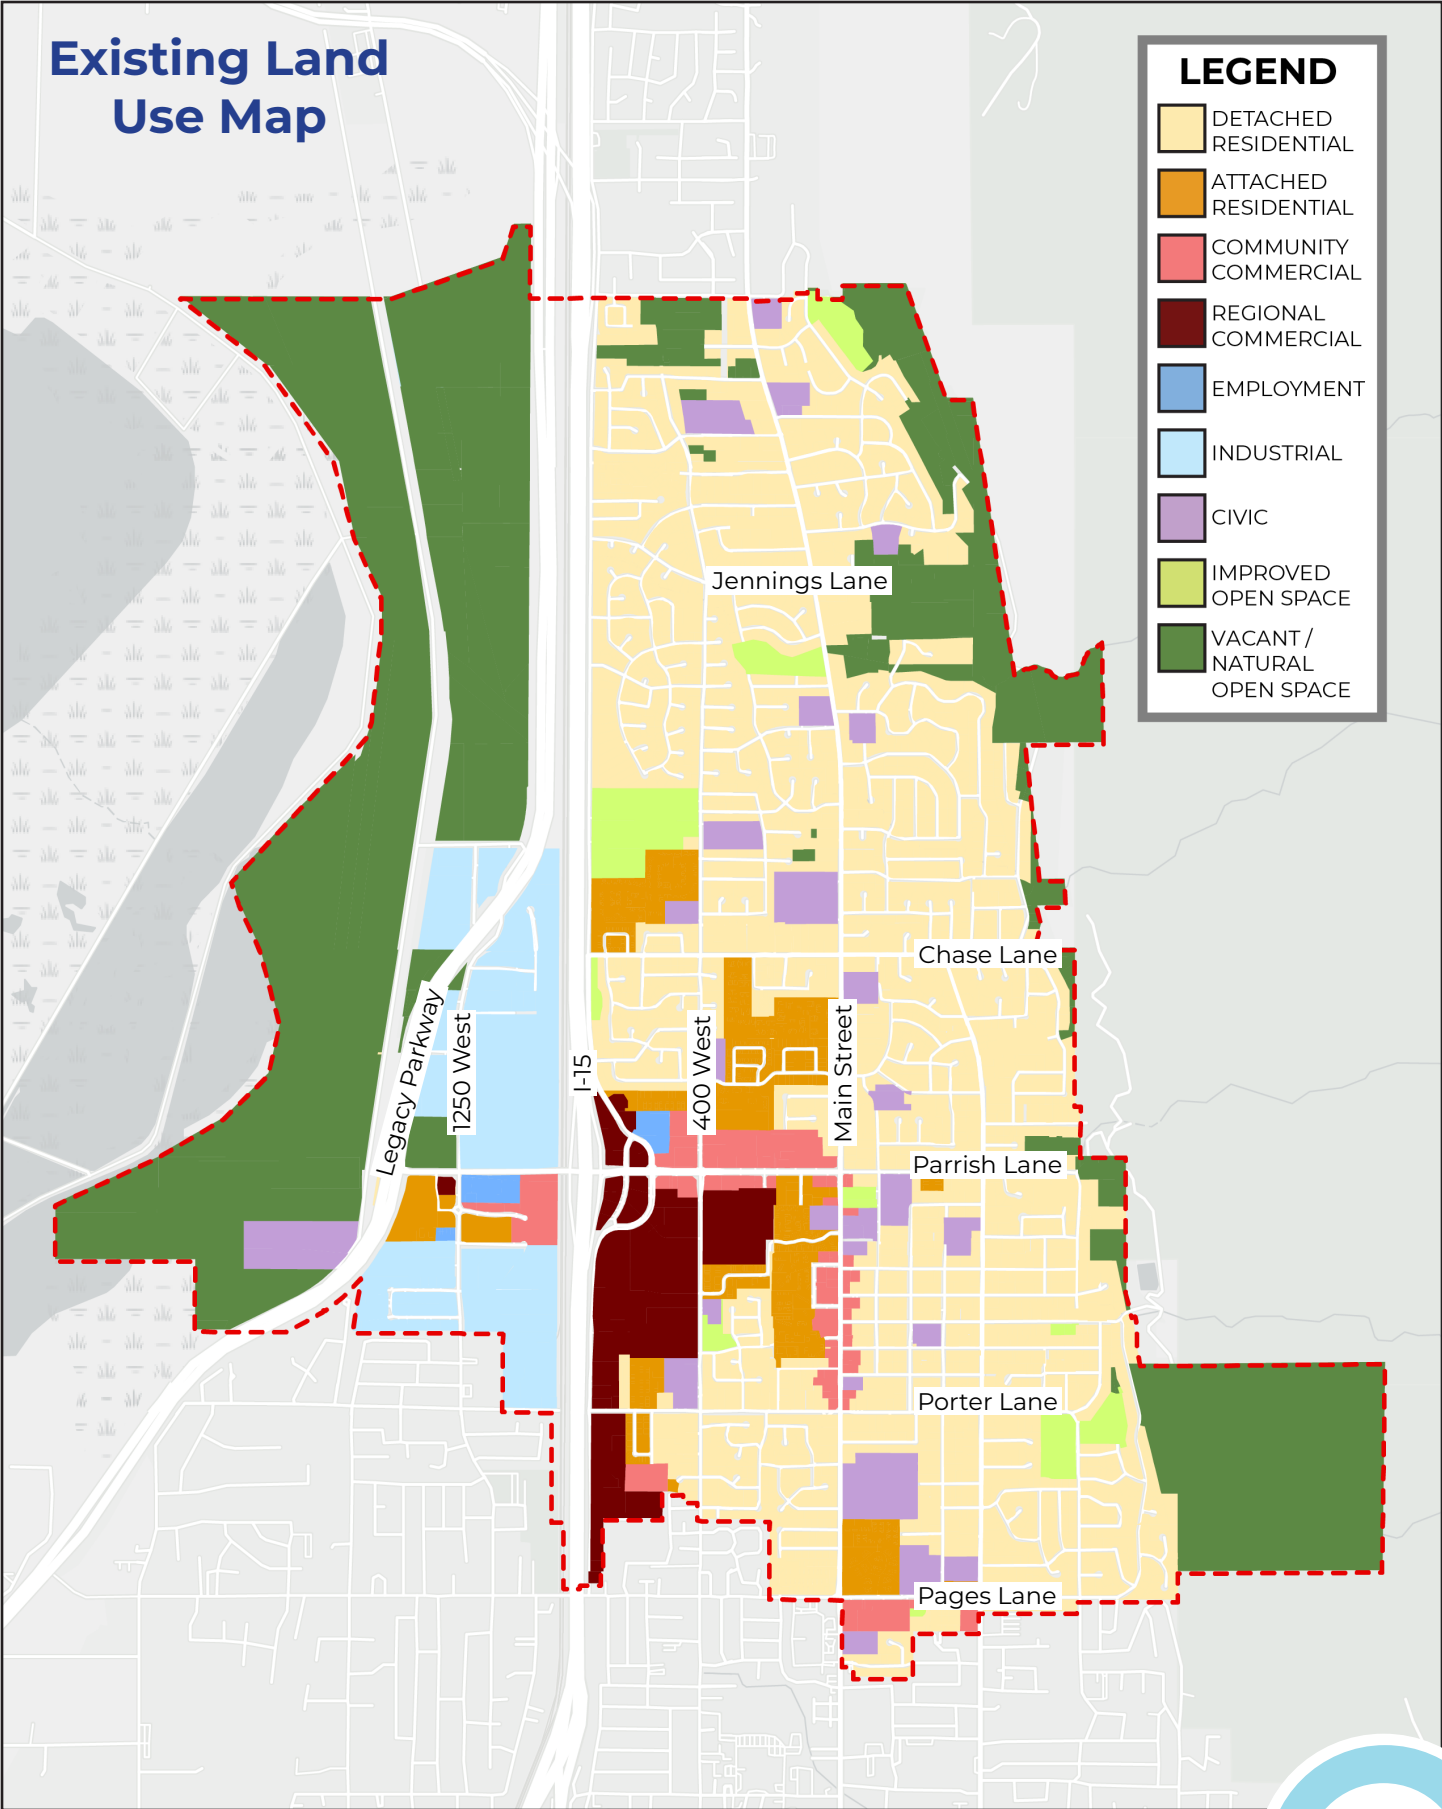 Existing Land
Use Map
LEGEND
DETACHED
RESIDENTIAL
ATTACHED
RESIDENTIAL
COMMUNITY
COMMERCIAL
REGIONAL
COMMERCIAL
EMPLOYMENT
INDUSTRIAL
CIVIC
IMPROVED
OPEN SPACE
VACANT /
NATURAL
OPEN SPACE
Jennings Lane
Chase Lane
Legacy Parkway
1250 West
I-15
400 West
Main Street
Parrish Lane
Porter Lane
Pages Lane